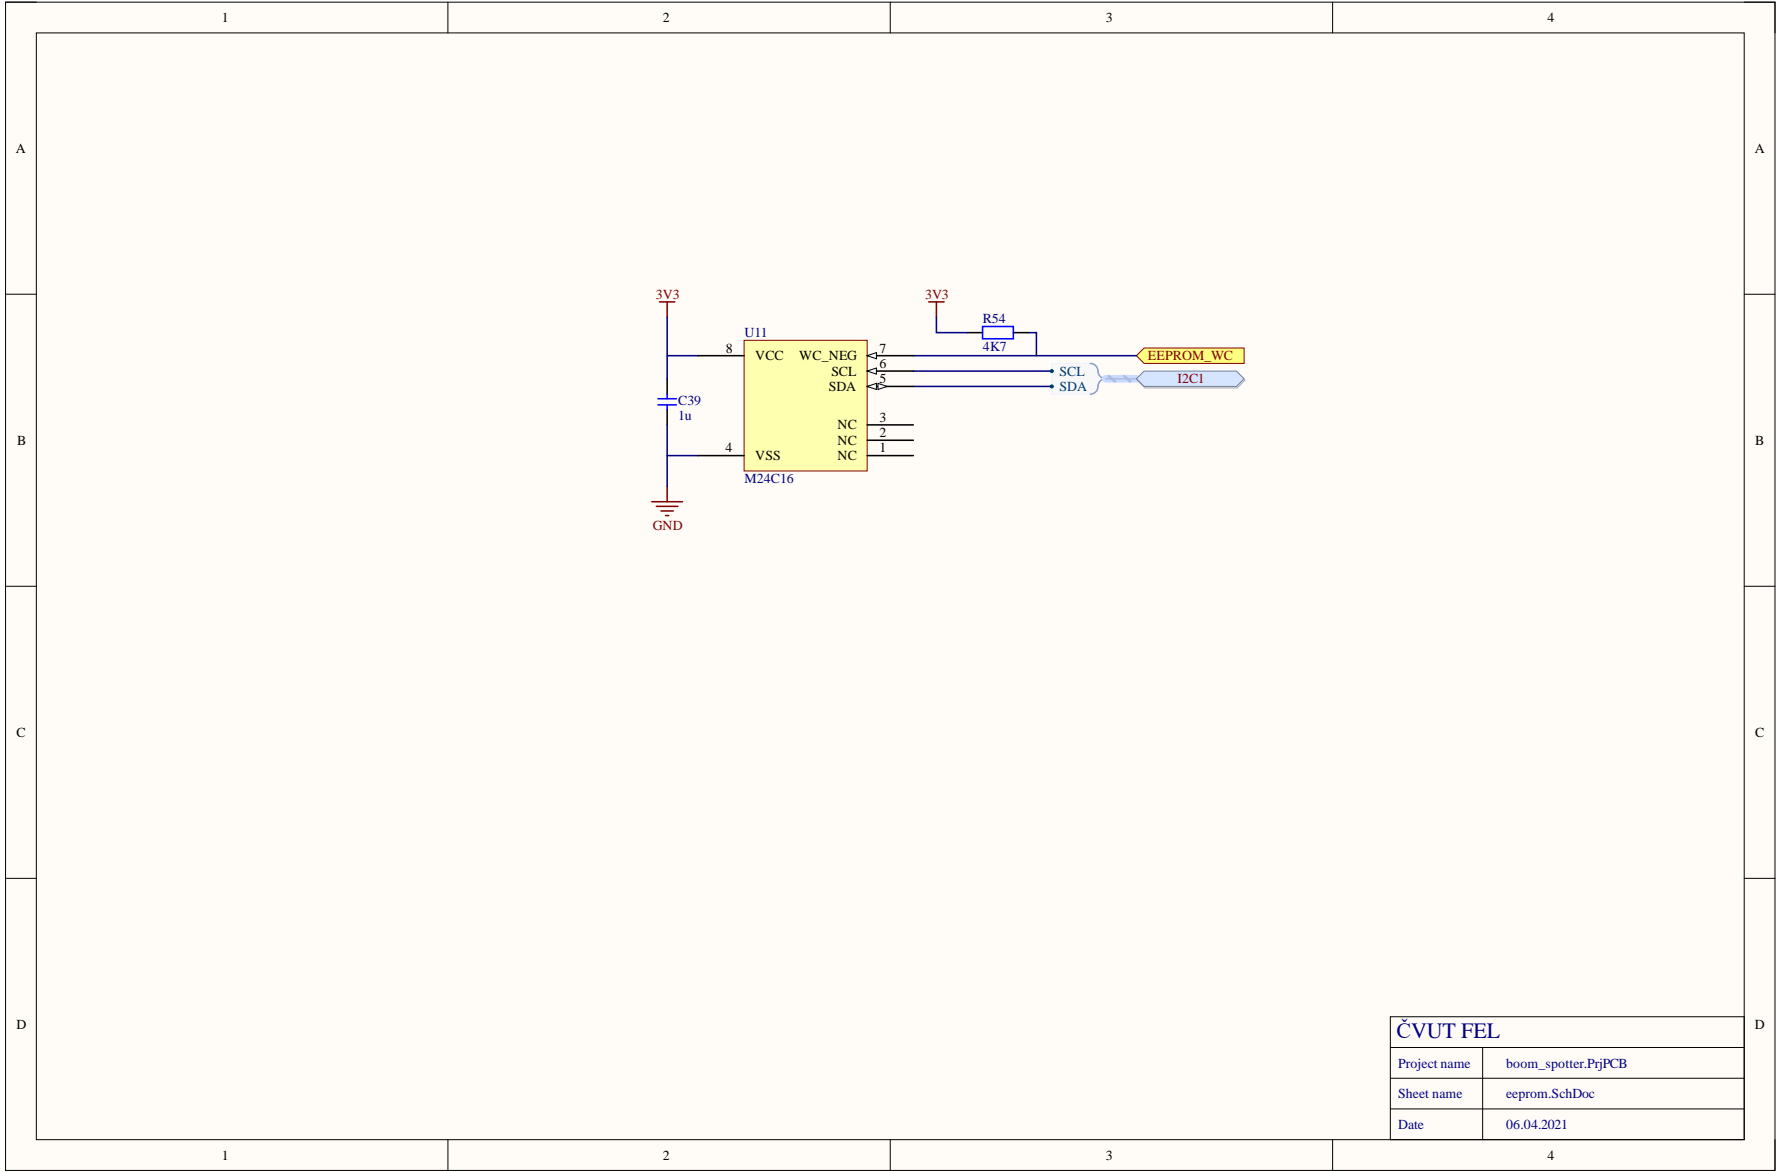 1 2 3 4
A A
3V3 3V3
R54
U11 4K7
8 VCC WC_NEG 7 EEPROM_WC
SCL 6 SCL
I2C1
SDA 5 SDA
C39
1u
NC 3
NC 2
B B
4 VSS NC 1
M24C16
GND
C C
D D
ČVUT FEL
Project name boom_spotter.PrjPCB
Sheet name eeprom.SchDoc
Date 06.04.2021
1 2 3 4